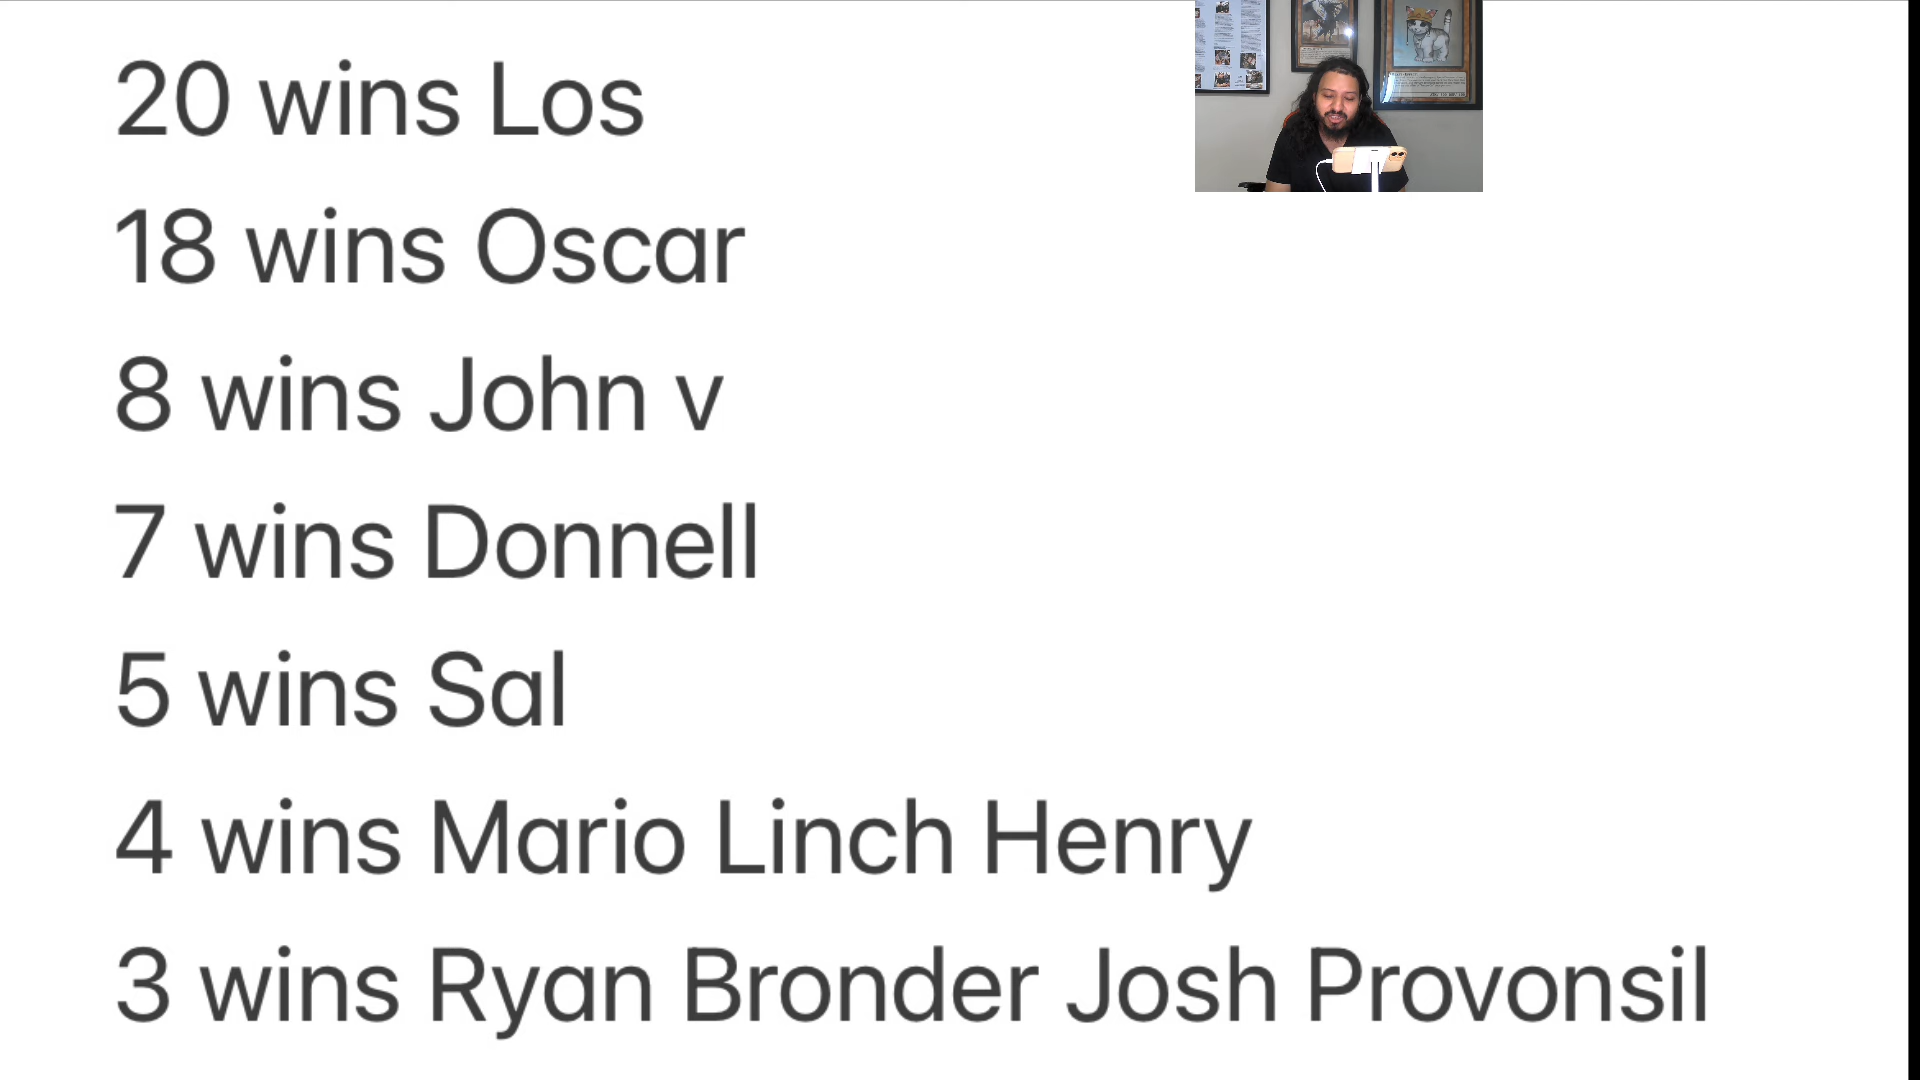 20 wins Los
18 wins Oscar
8 wins John v
7 wins Donnell
5 wins Sal
4 wins Mario Linch Henry
3 wins Ryan Bronder Josh Provonsil